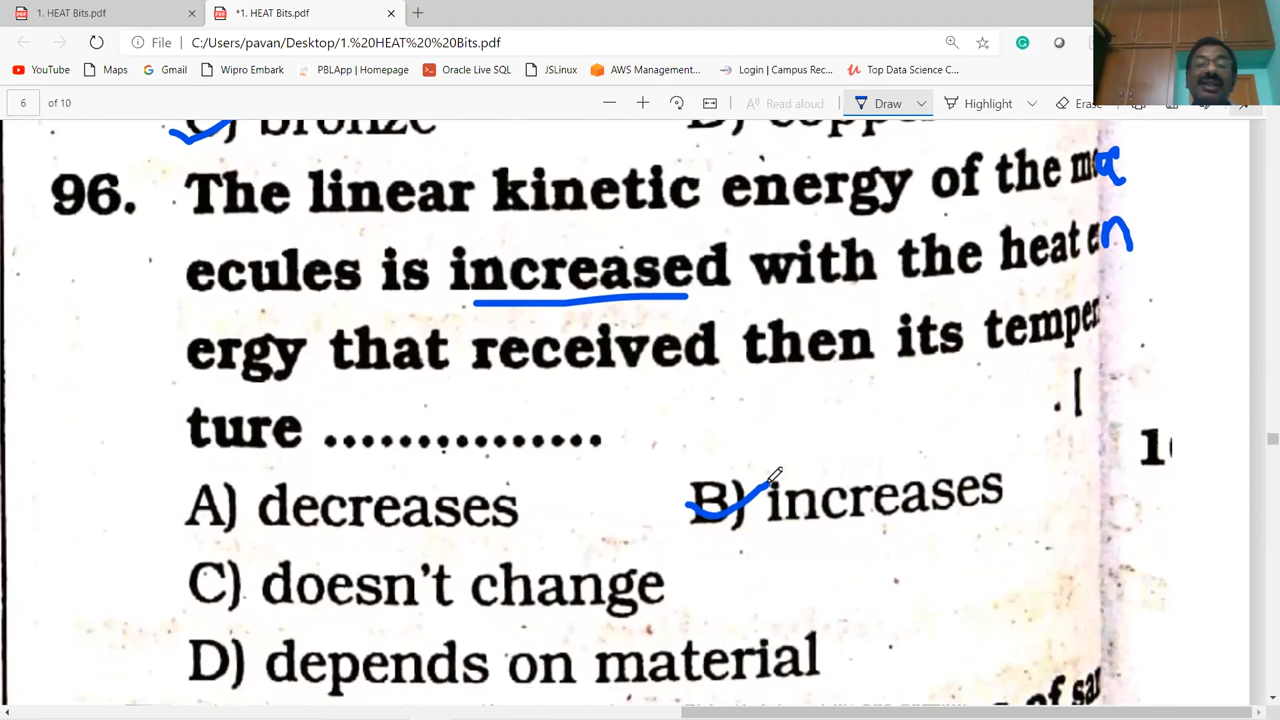 1. HEAT Bits.pdf
*1. HEAT Bits.pdf
File C:/Users/pavan/Desktop/1.%20HEAT%20%20Bits.pdf
YouTube Maps Gmail Wipro Embark PBLApp | Homepage Oracle Live SQL JSLinux AWS Management... Login | Campus Rec... Top Data Science C...
6 of 10 Read aloud Draw Highlight Erase
C) bronze
96. The linear kinetic energy of the
ecules is increased with the heat en
ergy that received then its temper
ture ...............
A) decreases B) increases
C) doesn't change
D) depends on material